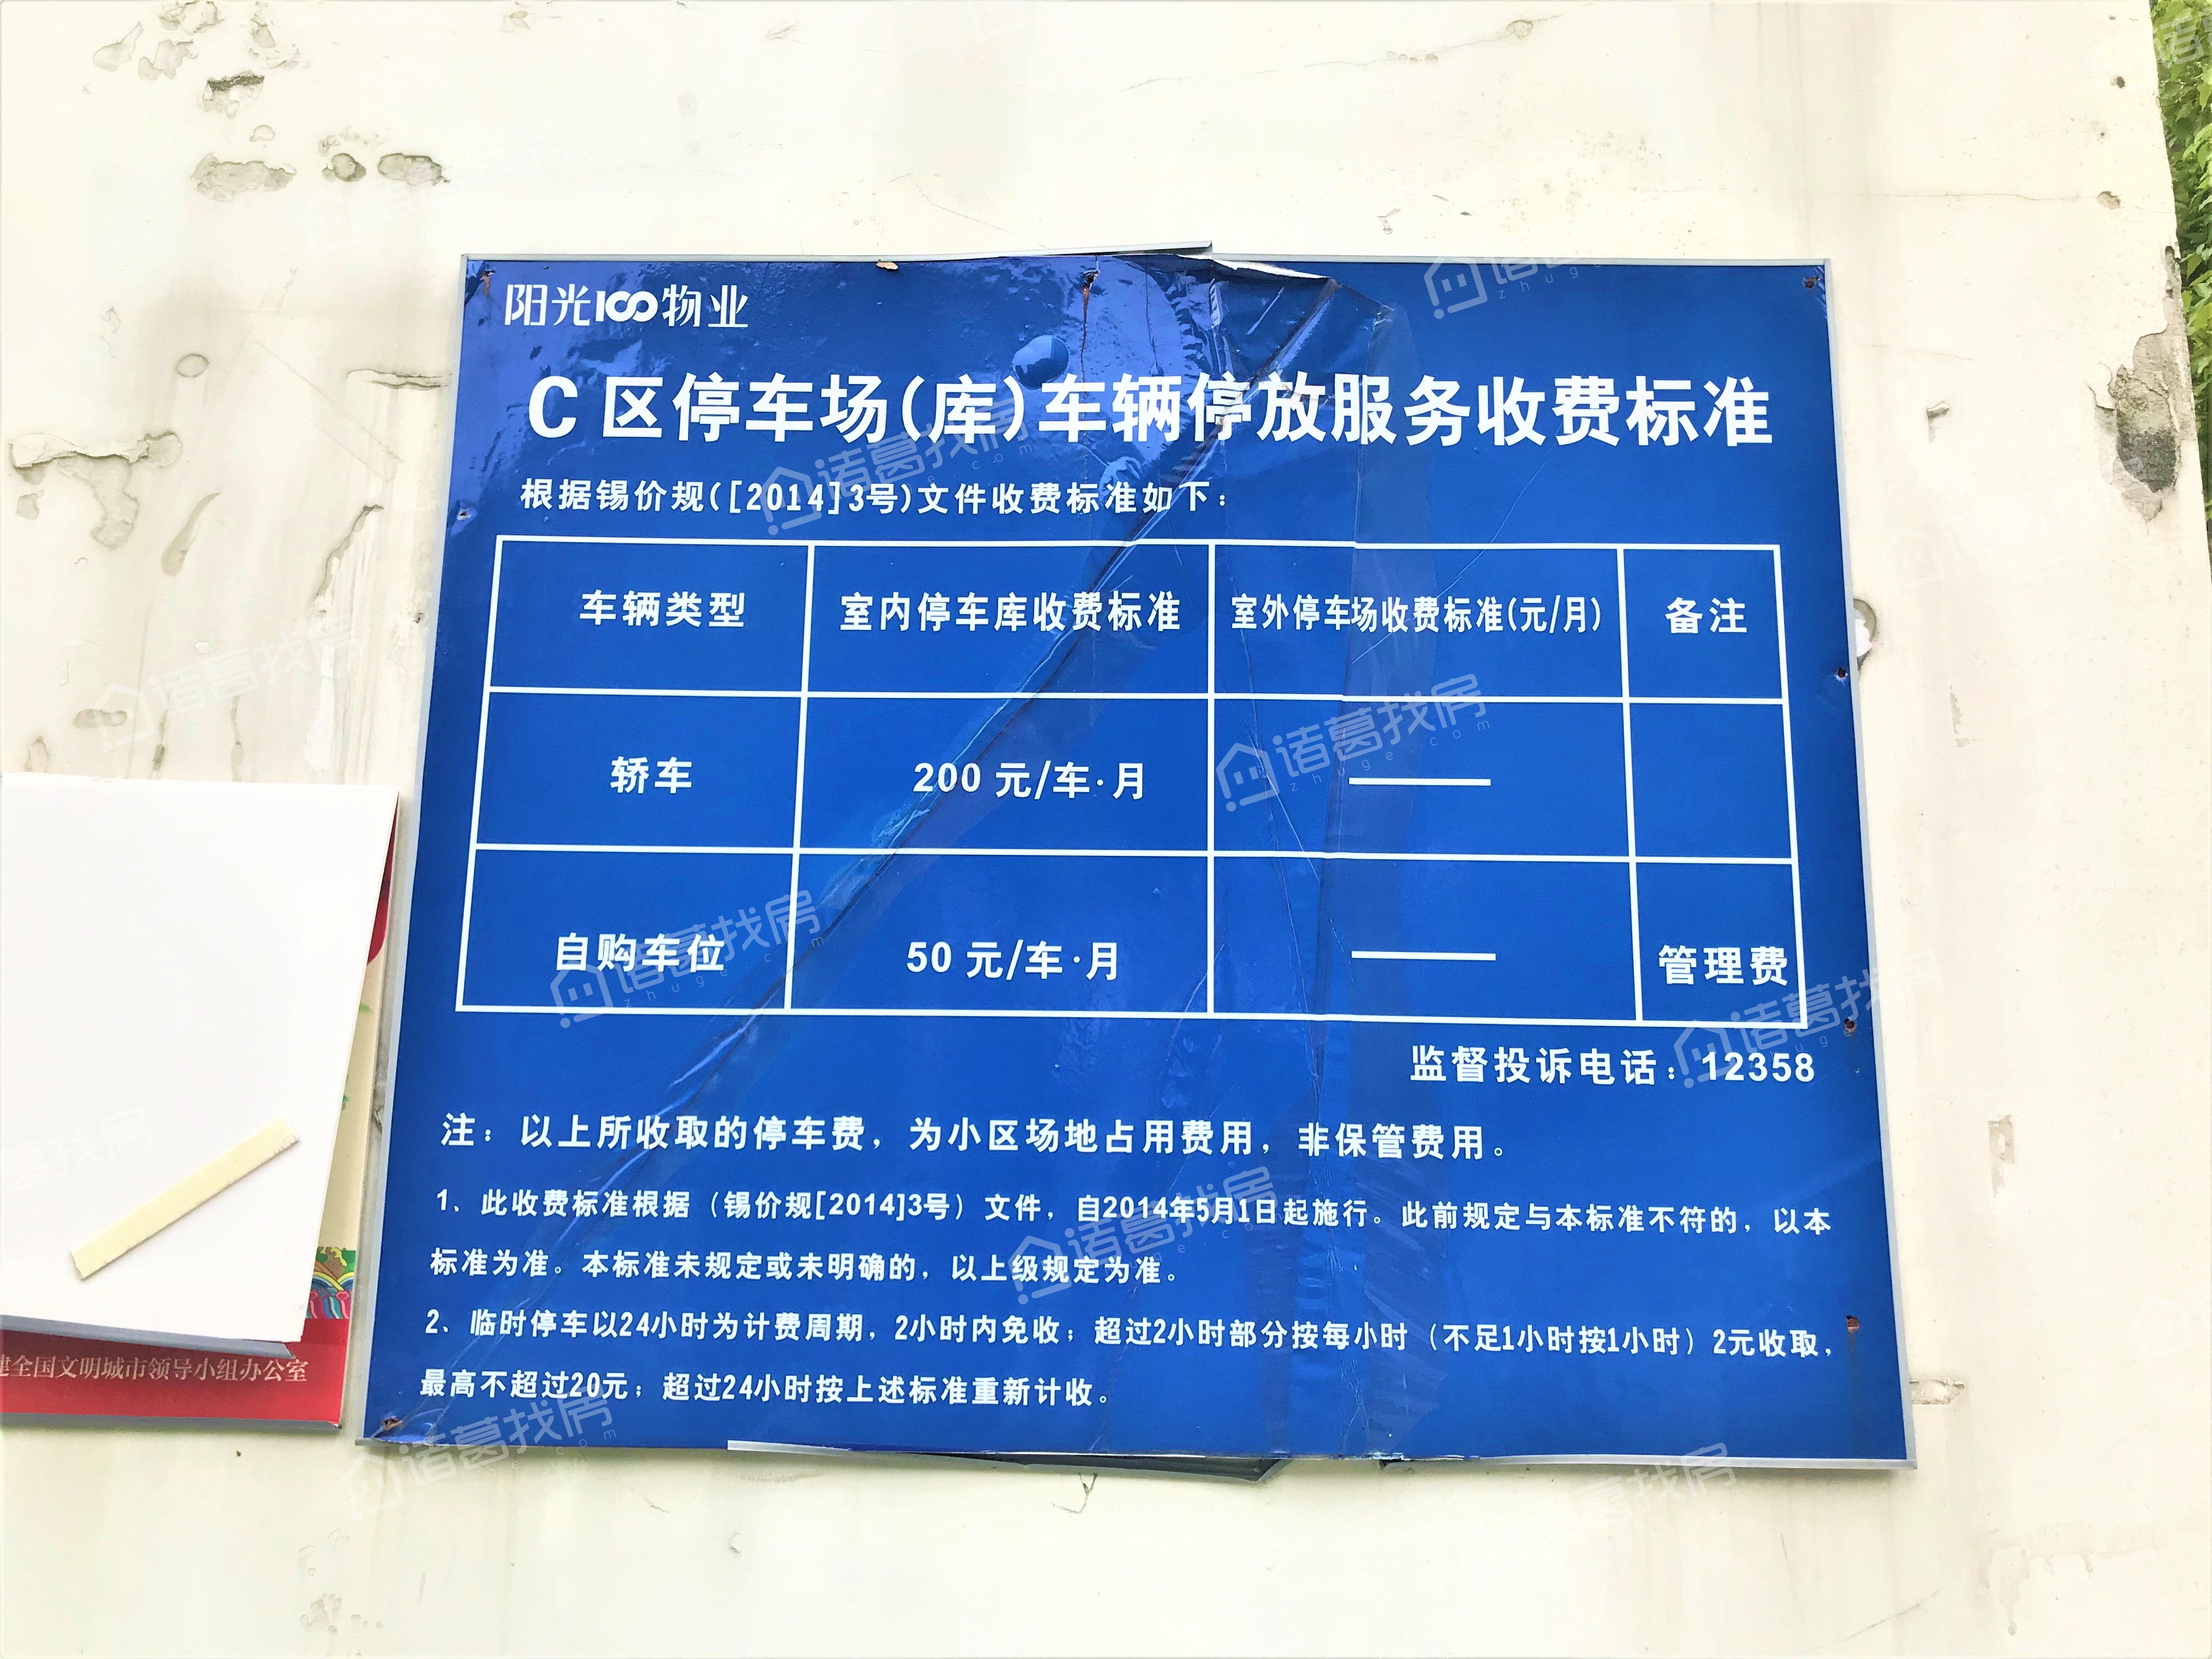 阳光100物业
C区停车场(库)车辆停放服务收费标准
根据锡价规([2014]3号)文件收费标准如下：
车辆类型 室内停车库收费标准 室外停车场收费标准(元/月) 备注
轿车 200 元/车·月 ——
自购车位 50 元/车·月 —— 管理费
监督投诉电话：12358
注：以上所收取的停车费，为小区场地占用费用，非保管费用。
1、此收费标准根据（锡价规[2014]3号）文件，自2014年5月1日起施行。此前规定与本标准不符的，以本
标准为准。本标准未规定或未明确的，以上级规定为准。
2、临时停车以24小时为计费周期，2小时内免收；超过2小时部分按每小时（不足1小时按1小时）2元收取，
最高不超过20元；超过24小时按上述标准重新计收。
建全国文明城市领导小组办公室
诸葛找房
zhuge.com